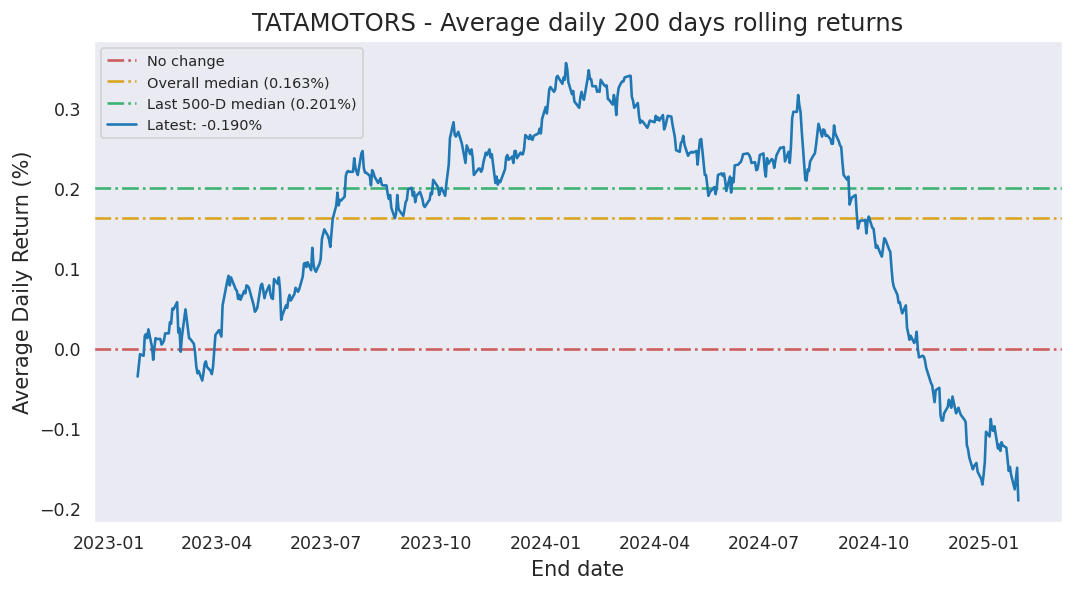 TATAMOTORS - Average daily 200 days rolling returns
No change
Overall median (0.163%)
Last 500-D median (0.201%)
Latest: -0.190%
Average Daily Return (%)
0.3
0.2
0.1
0.0
−0.1
−0.2
2023-01 2023-04 2023-07 2023-10 2024-01 2024-04 2024-07 2024-10 2025-01
End date